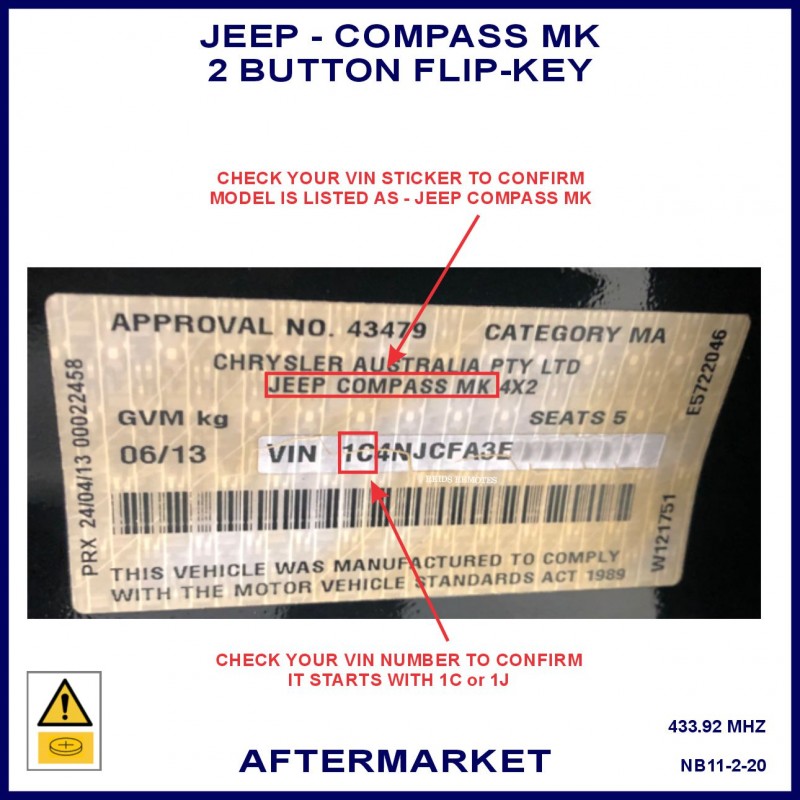 JEEP - COMPASS MK
2 BUTTON FLIP-KEY
CHECK YOUR VIN STICKER TO CONFIRM
MODEL IS LISTED AS - JEEP COMPASS MK
APPROVAL NO. 43479 CATEGORY MA
CHRYSLER AUSTRALIA PTY LTD
JEEP COMPASS MK 4X2
GVM kg SEATS 5
06/13 VIN 1C4NJCFA3E
© REIDS REMOTES
THIS VEHICLE WAS MANUFACTURED TO COMPLY
WITH THE MOTOR VEHICLE STANDARDS ACT 1989
PRX 24/04/13 00022458
E5722046
W121751
CHECK YOUR VIN NUMBER TO CONFIRM
IT STARTS WITH 1C or 1J
433.92 MHZ
AFTERMARKET
NB11-2-20